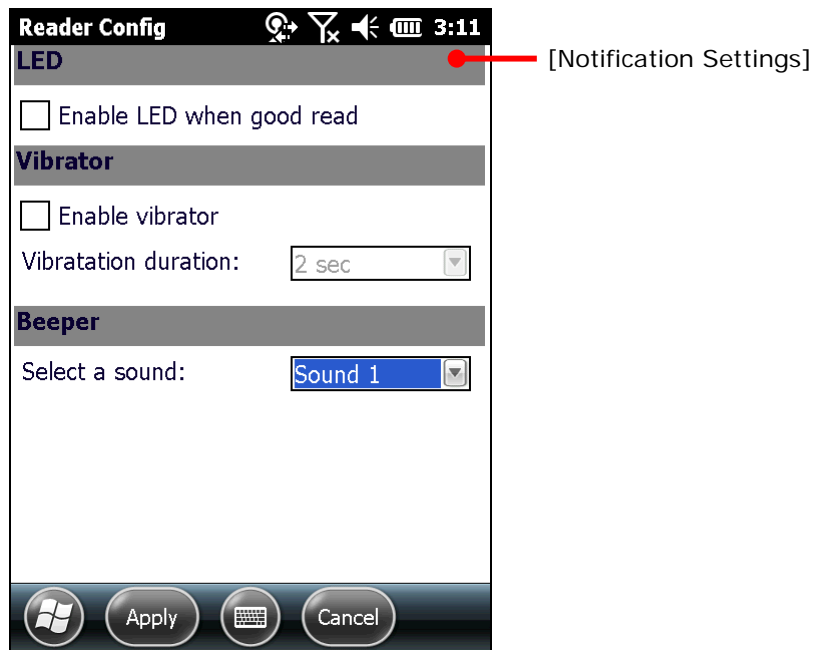 Reader Config 3:11
LED
[Notification Settings]
Enable LED when good read
Vibrator
Enable vibrator
Vibratation duration: 2 sec
Beeper
Select a sound: Sound 1
Apply Cancel